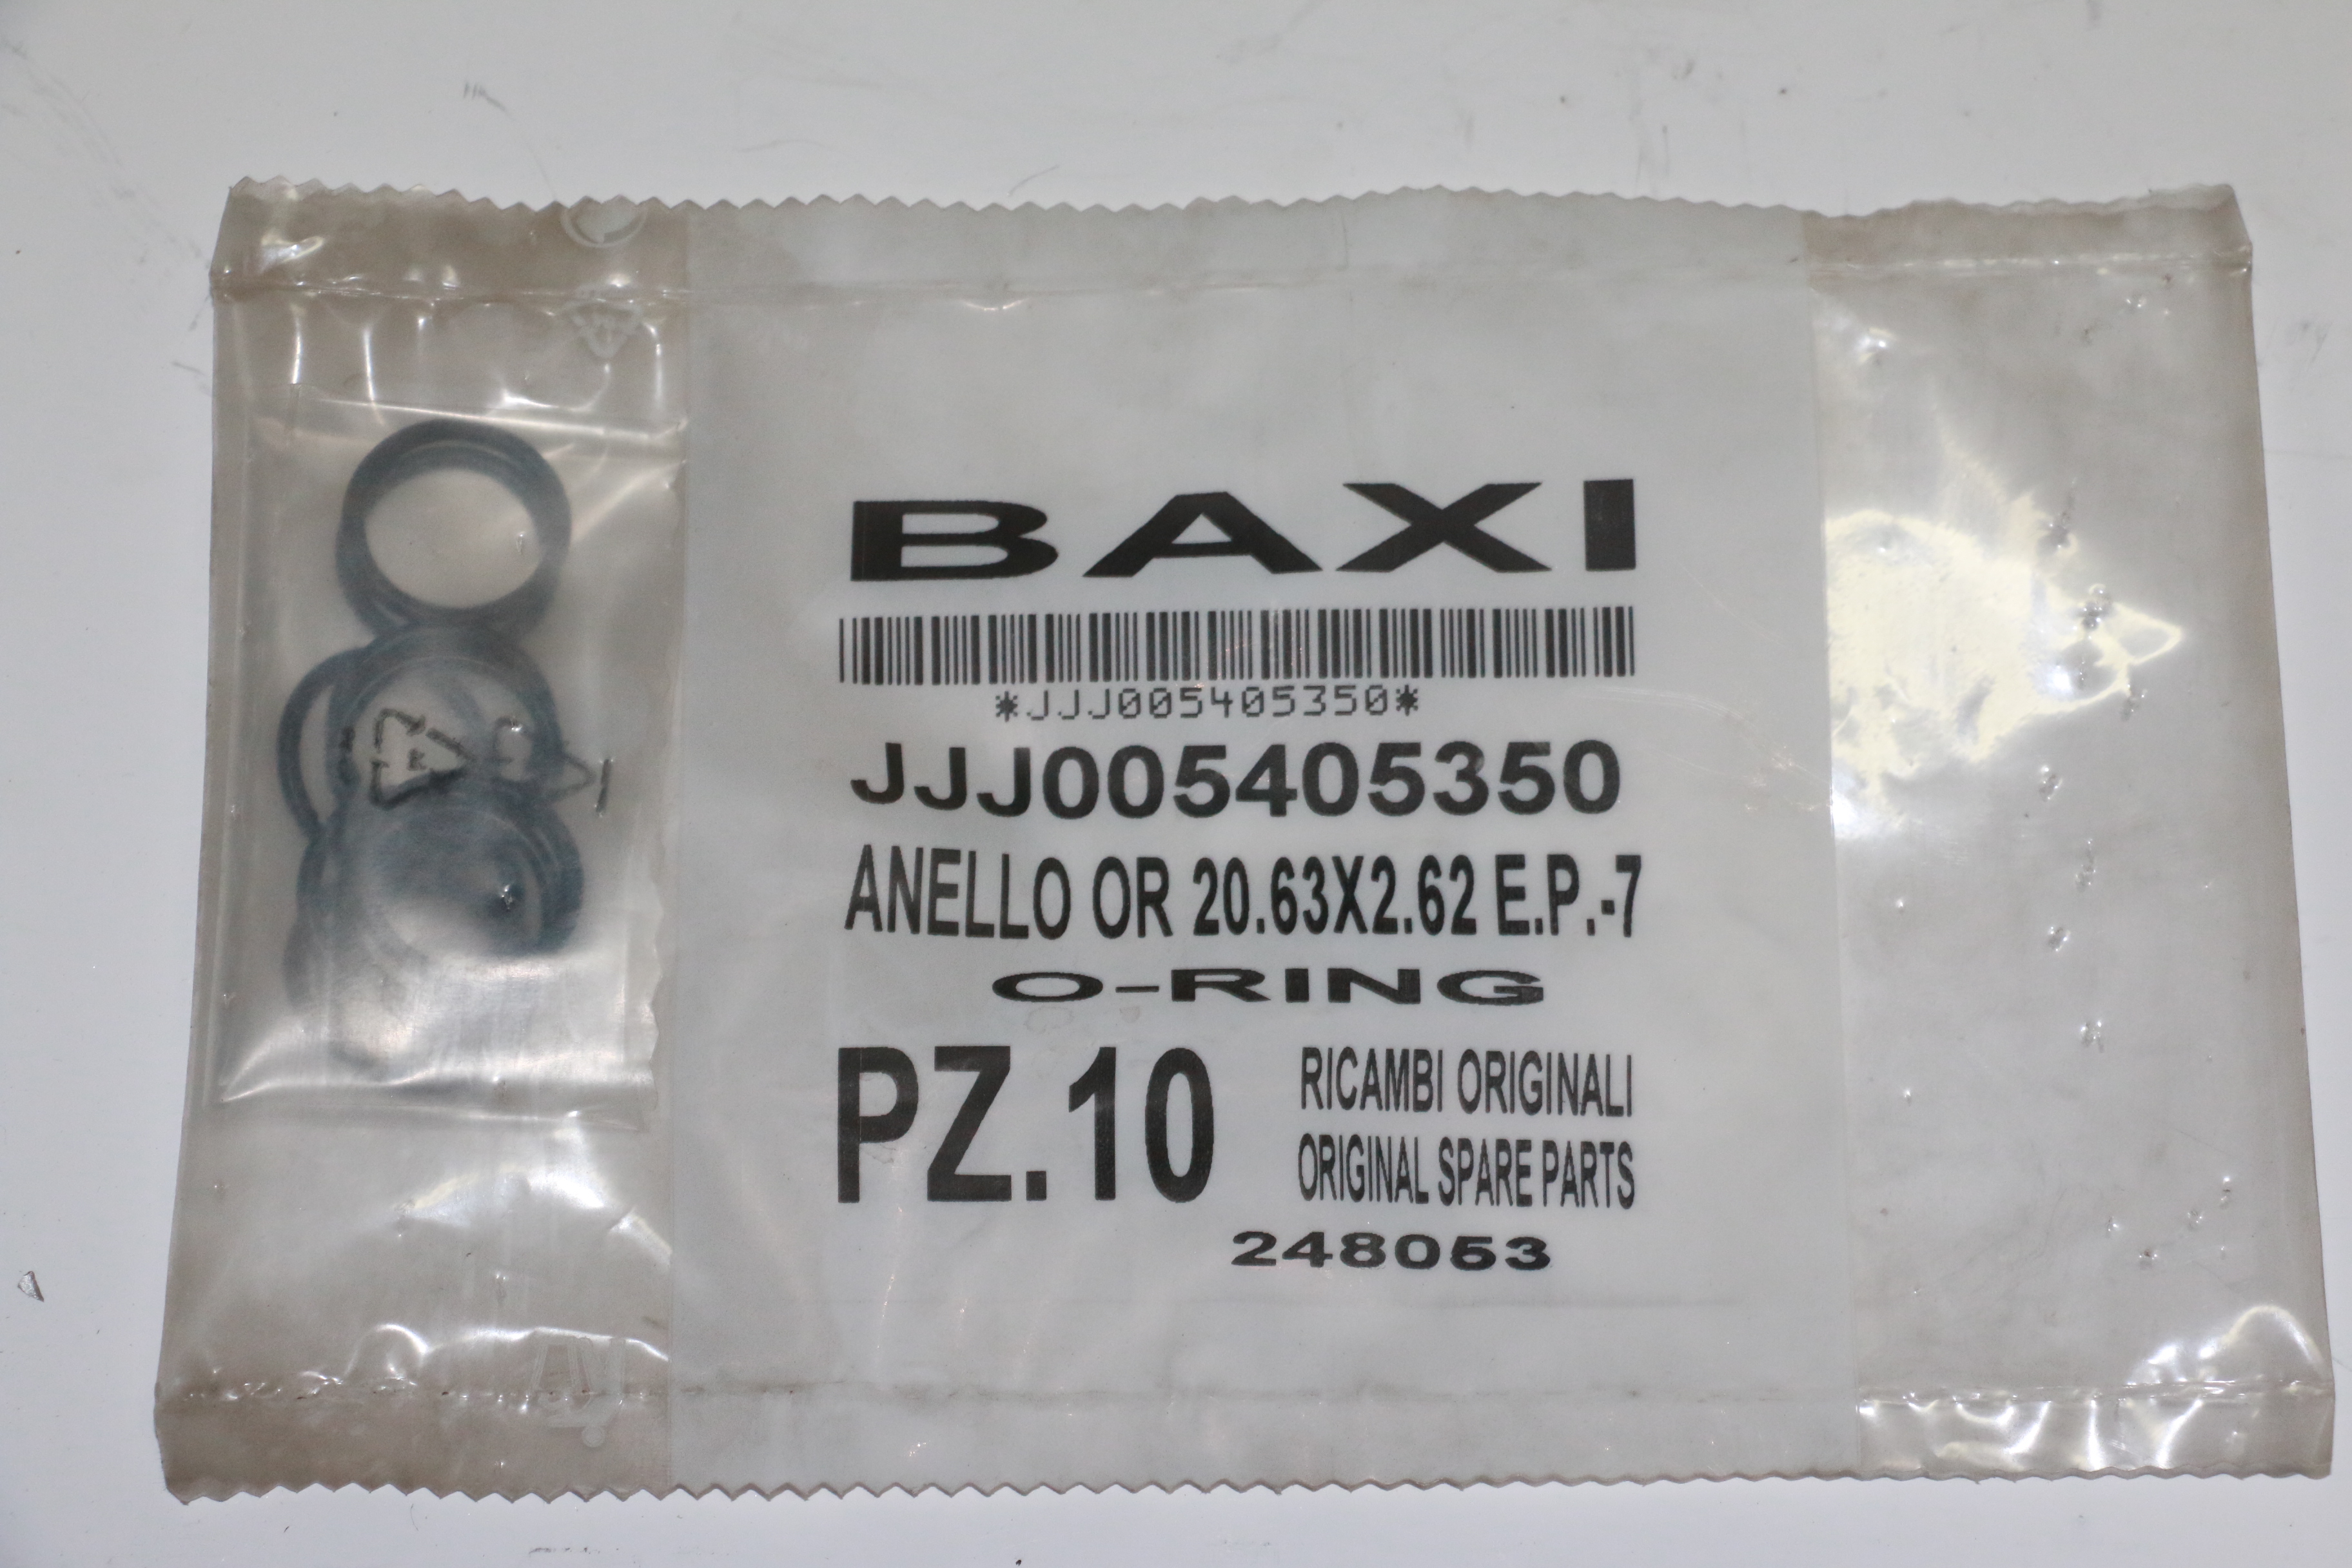 BAXI
*JJJ005405350*
JJJ005405350
ANELLO OR 20.63X2.62 E.P.-7
O-RING
PZ.10
RICAMBI ORIGINALI
ORIGINAL SPARE PARTS
248053